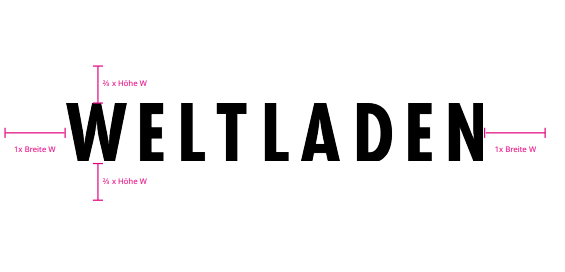 ⅔ x Höhe W
WELTLADEN
1x Breite W
1x Breite W
⅔ x Höhe W